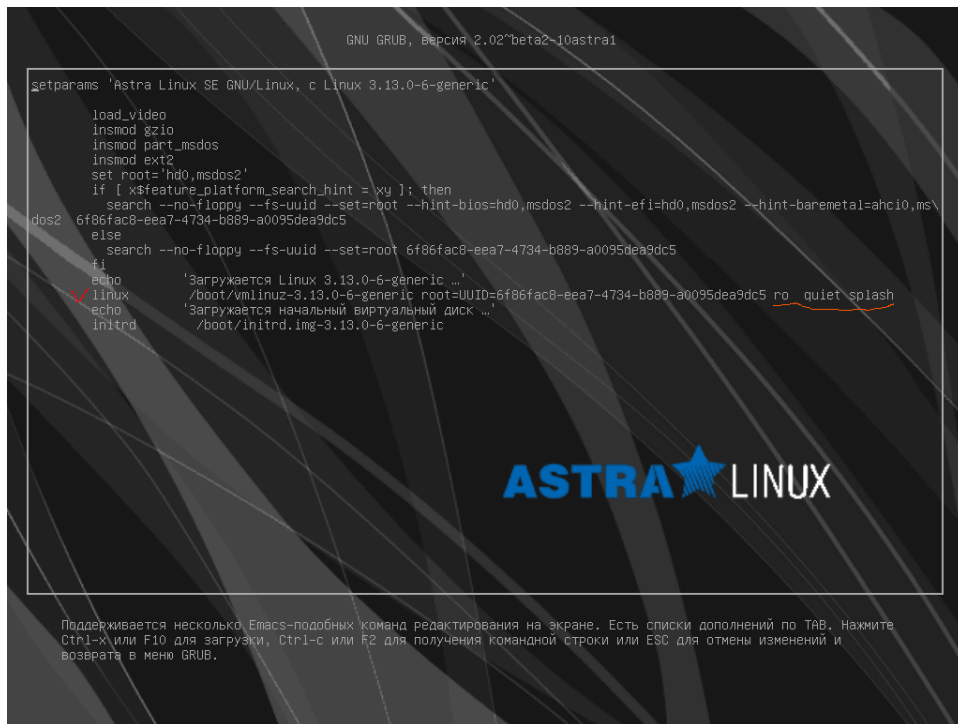 GNU GRUB, версия 2.02~beta2-10astra1
setparams 'Astra Linux SE GNU/Linux, с Linux 3.13.0-6-generic'
load_video
insmod gzio
insmod part_msdos
insmod ext2
set root='hd0,msdos2'
if [ x$feature_platform_search_hint = xy ]; then
search --no-floppy --fs-uuid --set=root --hint-bios=hd0,msdos2 --hint-efi=hd0,msdos2 --hint-baremetal=ahci0,ms\
dos2  6f86fac8-eea7-4734-b889-a0095dea9dc5
else
search --no-floppy --fs-uuid --set=root 6f86fac8-eea7-4734-b889-a0095dea9dc5
fi
echo 'Загружается Linux 3.13.0-6-generic …'
linux /boot/vmlinuz-3.13.0-6-generic root=UUID=6f86fac8-eea7-4734-b889-a0095dea9dc5 ro  quiet splash
echo 'Загружается начальный виртуальный диск …'
initrd /boot/initrd.img-3.13.0-6-generic
ASTRA LINUX
Поддерживается несколько Emacs-подобных команд редактирования на экране. Есть списки дополнений по TAB. Нажмите
Ctrl-x или F10 для загрузки, Ctrl-c или F2 для получения командной строки или ESC для отмены изменений и
возврата в меню GRUB.